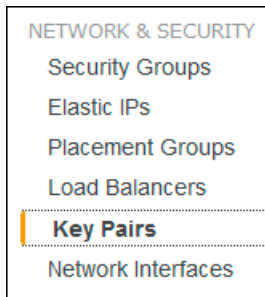 NETWORK & SECURITY
Security Groups
Elastic IPs
Placement Groups
Load Balancers
Key Pairs
Network Interfaces